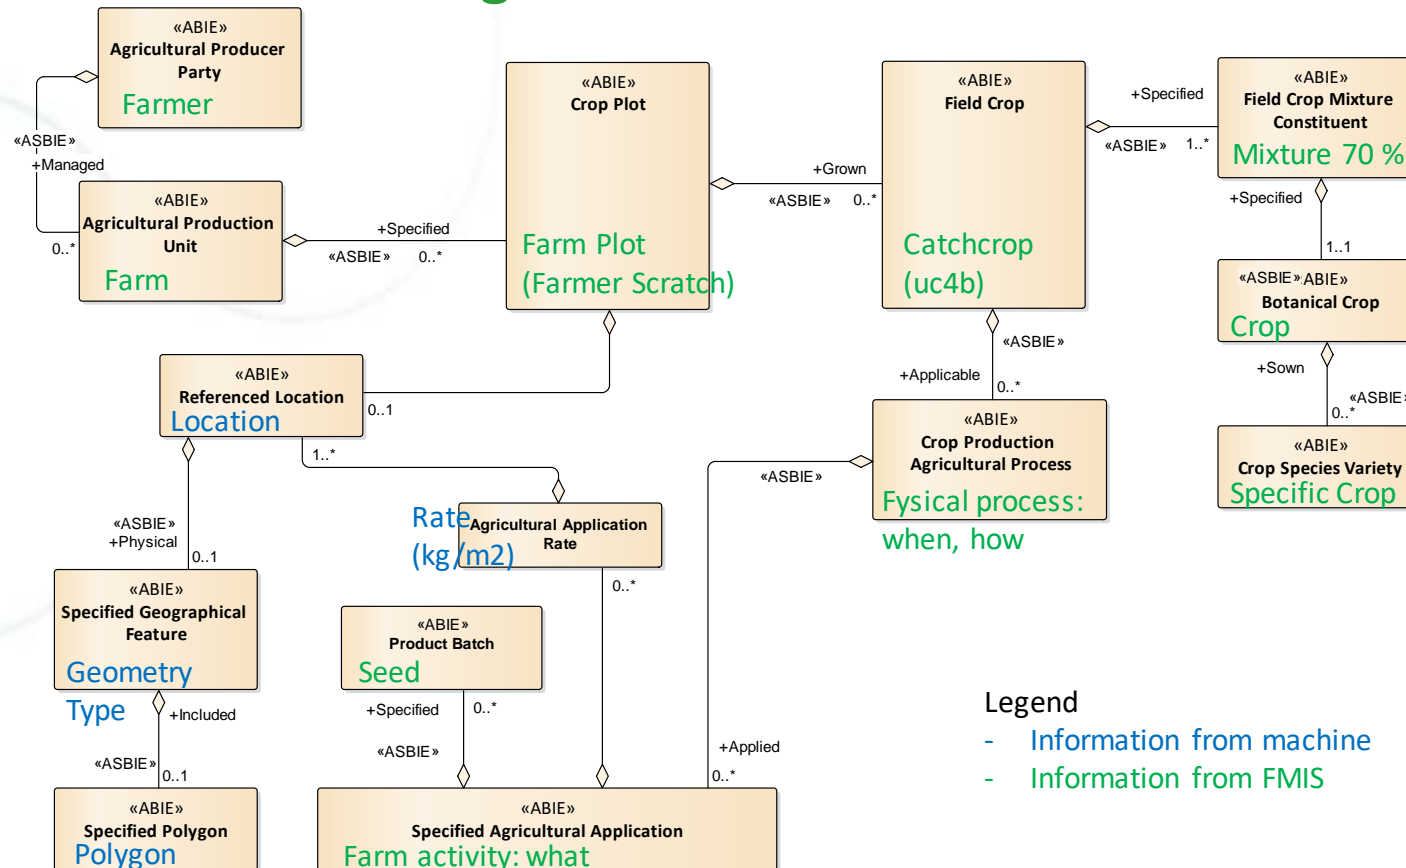 «ABIE»
Agricultural Producer
Party
Farmer
«ASBIE»
+Managed
0..*
«ABIE»
Agricultural Production
Unit
Farm
+Specified
«ASBIE»
0..*
«ABIE»
Crop Plot
Farm Plot
(Farmer Scratch)
+Grown
«ASBIE»
0..*
«ABIE»
Field Crop
Catchcrop
(uc4b)
+Specified
«ASBIE»
1..*
«ABIE»
Field Crop Mixture
Constituent
Mixture 70 %
+Specified
1..1
«ASBIE»
«ABIE»
Botanical Crop
Crop
+Sown
«ASBIE»
0..*
«ABIE»
Crop Species Variety
Specific Crop
«ASBIE»
+Applicable
0..*
«ABIE»
Crop Production
Agricultural Process
Fysical process:
when, how
«ASBIE»
«ABIE»
Referenced Location
Location
0..1
1..*
Rate
(kg/m2)
Agricultural Application
Rate
0..*
«ASBIE»
+Physical
0..1
«ABIE»
Specified Geographical
Feature
Geometry
Type
+Included
«ASBIE»
0..1
«ABIE»
Specified Polygon
Polygon
«ABIE»
Product Batch
Seed
+Specified
0..*
«ASBIE»
+Applied
0..*
«ABIE»
Specified Agricultural Application
Farm activity: what
Legend
- Information from machine
- Information from FMIS